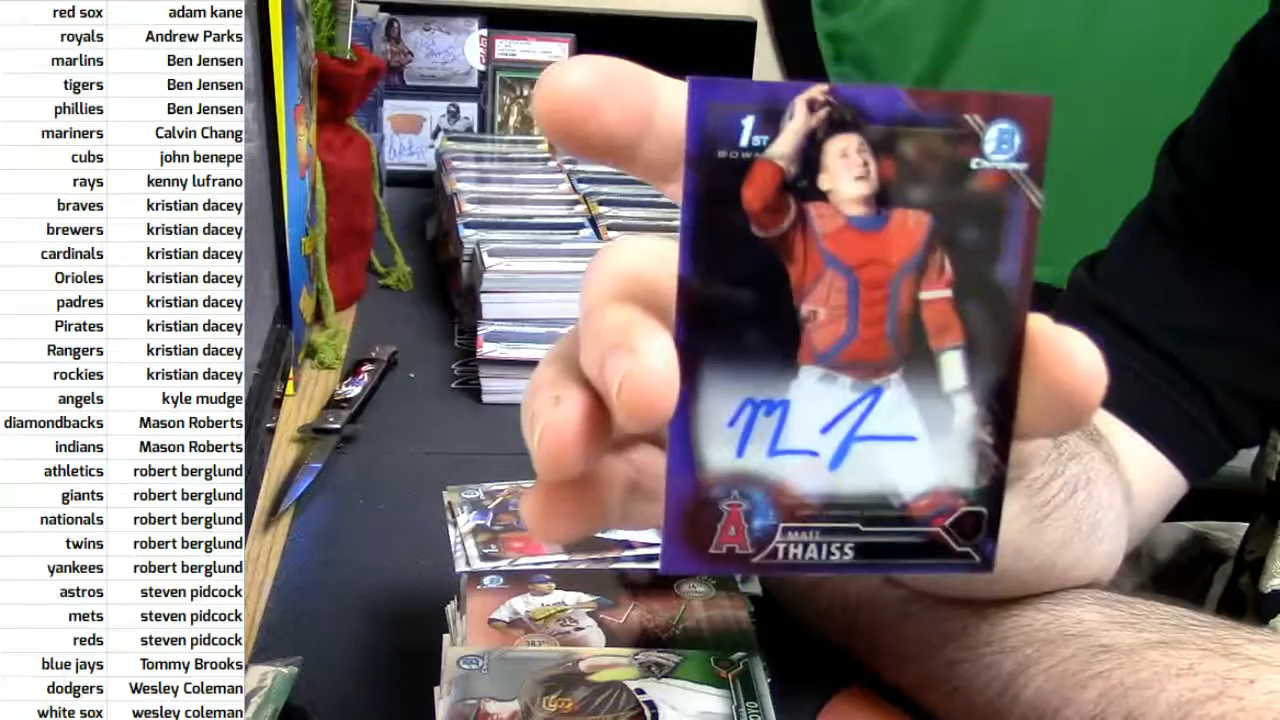 red sox adam kane
royals Andrew Parks
marlins Ben Jensen
tigers Ben Jensen
phillies Ben Jensen
mariners Calvin Chang
cubs john benepe
rays kenny lufrano
braves kristian dacey
brewers kristian dacey
cardinals kristian dacey
Orioles kristian dacey
padres kristian dacey
Pirates kristian dacey
Rangers kristian dacey
rockies kristian dacey
angels kyle mudge
diamondbacks Mason Roberts
indians Mason Roberts
athletics robert berglund
giants robert berglund
nationals robert berglund
twins robert berglund
yankees robert berglund
astros steven pidcock
mets steven pidcock
reds steven pidcock
blue jays Tommy Brooks
dodgers Wesley Coleman
white sox wesley coleman
1ST
B
Chrome
A
MATT
THAISS